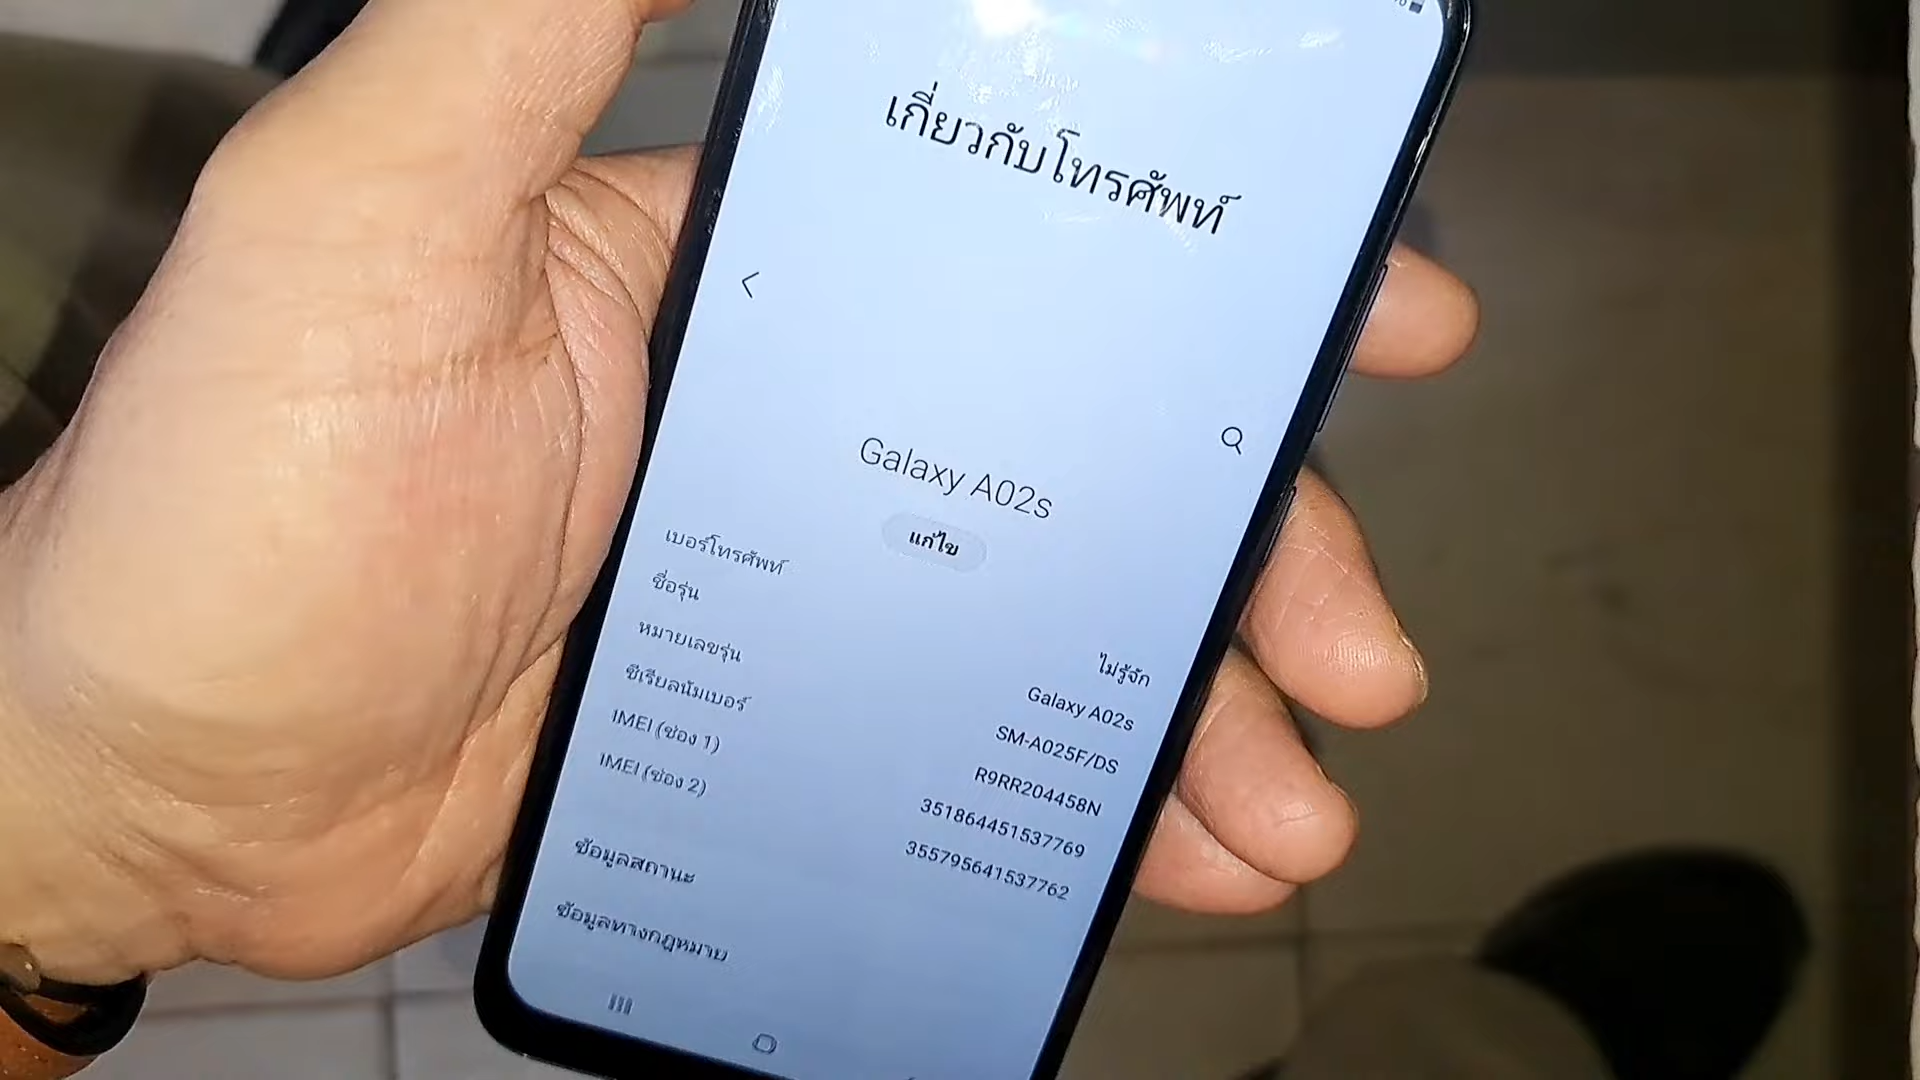 เกี่ยวกับโทรศัพท์
Galaxy A02s
แก้ไข
เบอร์โทรศัพท์ ไม่รู้จัก
ชื่อรุ่น Galaxy A02s
หมายเลขรุ่น SM-A025F/DS
ซีเรียลนัมเบอร์ R9RR204458N
IMEI (ช่อง 1) 351864451537769
IMEI (ช่อง 2) 355795641537762
ข้อมูลสถานะ
ข้อมูลทางกฎหมาย